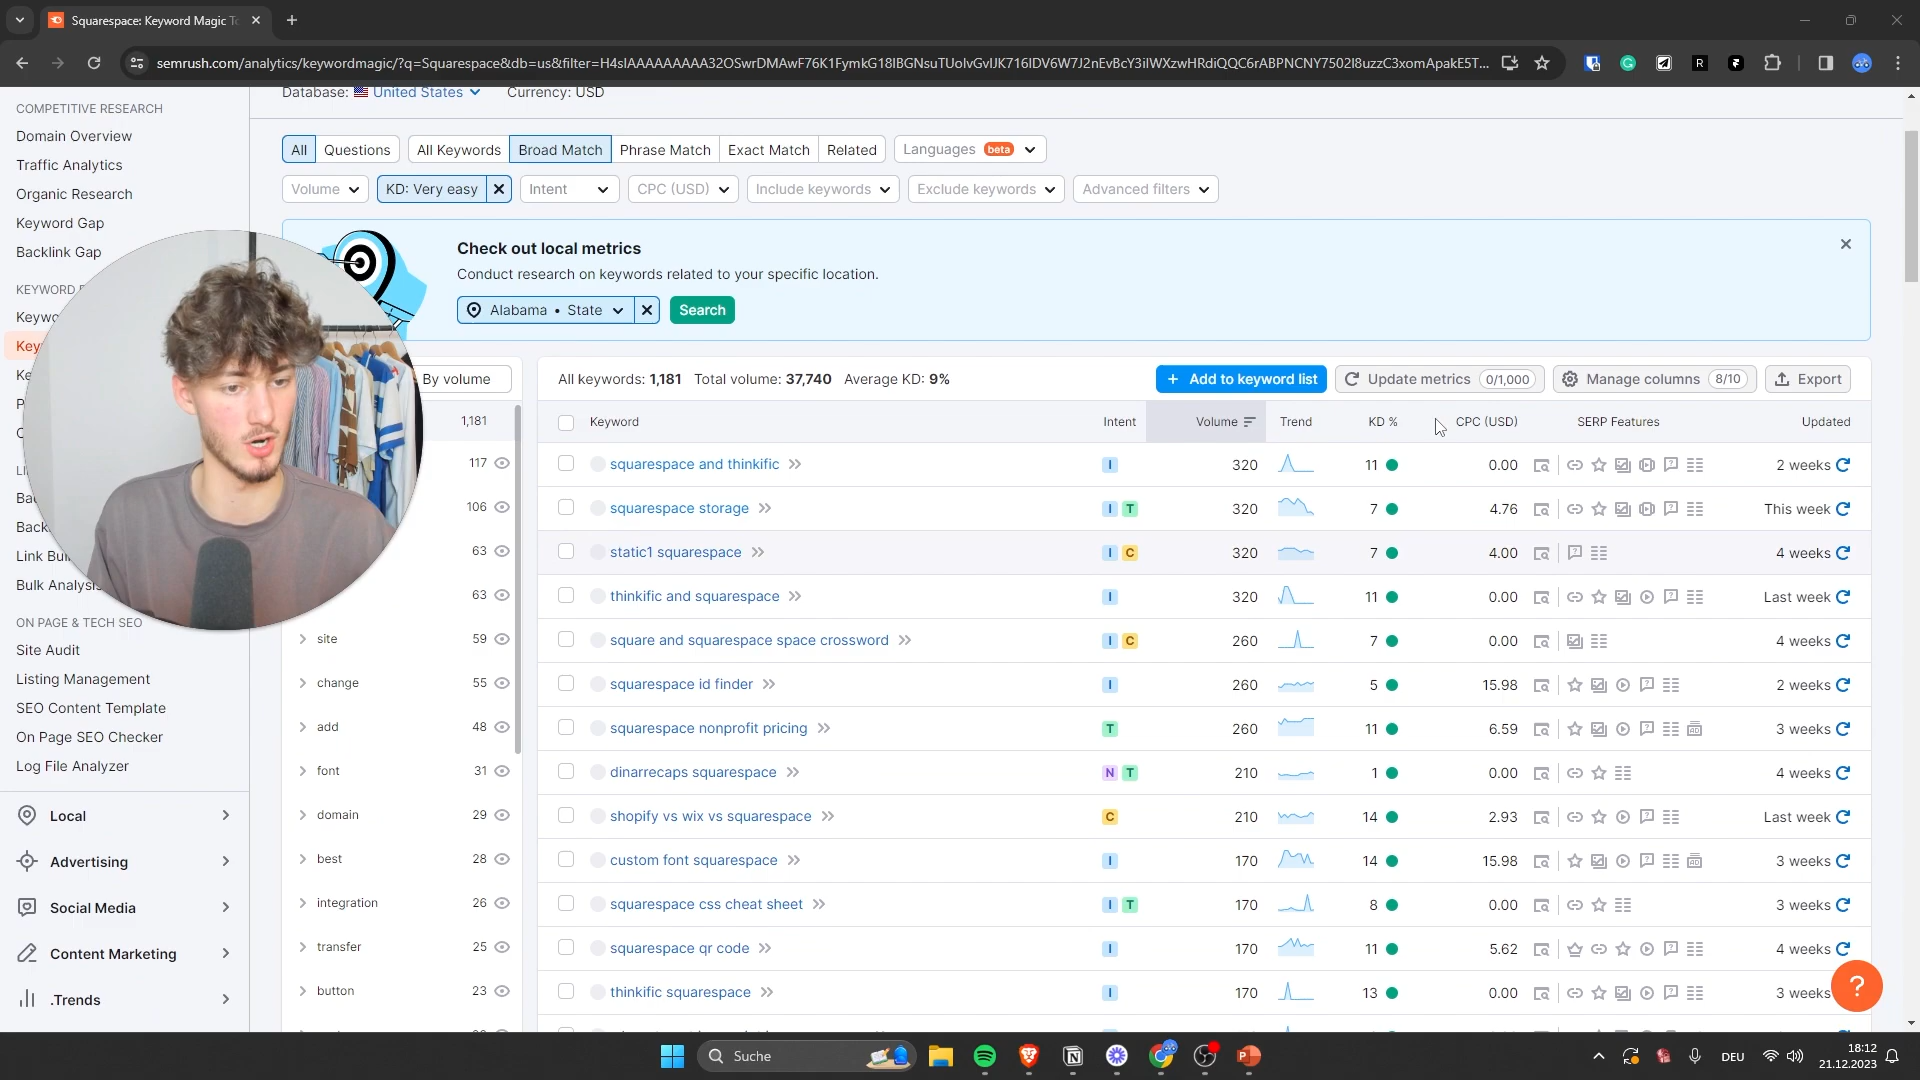 Squarespace: Keyword Magic To
semrush.com/analytics/keywordmagic/?q=Squarespace&db=us&filter=
Database: United States Currency: USD
COMPETITIVE RESEARCH
Domain Overview
Traffic Analytics
Organic Research
Keyword Gap
Backlink Gap
ON PAGE & TECH SEO
Site Audit
Listing Management
SEO Content Template
On Page SEO Checker
Log File Analyzer
Local
Advertising
Social Media
Content Marketing
.Trends
All Questions All Keywords Broad Match Phrase Match Exact Match Related Languages beta
Volume KD: Very easy Intent CPC (USD) Include keywords Exclude keywords Advanced filters
Check out local metrics
Conduct research on keywords related to your specific location.
Alabama • State Search
By volume
1,181
117
106
63
63
site 59
change 55
add 48
font 31
domain 29
best 28
integration 26
transfer 25
button 23
All keywords: 1,181 Total volume: 37,740 Average KD: 9%
+ Add to keyword list Update metrics 0/1,000 Manage columns 8/10 Export
Keyword Intent Volume Trend KD % CPC (USD) SERP Features Updated
squarespace and thinkific I 320 11 0.00 2 weeks
squarespace storage I T 320 7 4.76 This week
static1 squarespace I C 320 7 4.00 4 weeks
thinkific and squarespace I 320 11 0.00 Last week
square and squarespace space crossword I C 260 7 0.00 4 weeks
squarespace id finder I 260 5 15.98 2 weeks
squarespace nonprofit pricing T 260 11 6.59 3 weeks
dinarrecaps squarespace N T 210 1 0.00 4 weeks
shopify vs wix vs squarespace C 210 14 2.93 Last week
custom font squarespace I 170 14 15.98 3 weeks
squarespace css cheat sheet I T 170 8 0.00 3 weeks
squarespace qr code I 170 11 5.62 4 weeks
thinkific squarespace I 170 13 0.00 3 weeks
?
Suche
DEU
18:12
21.12.2023